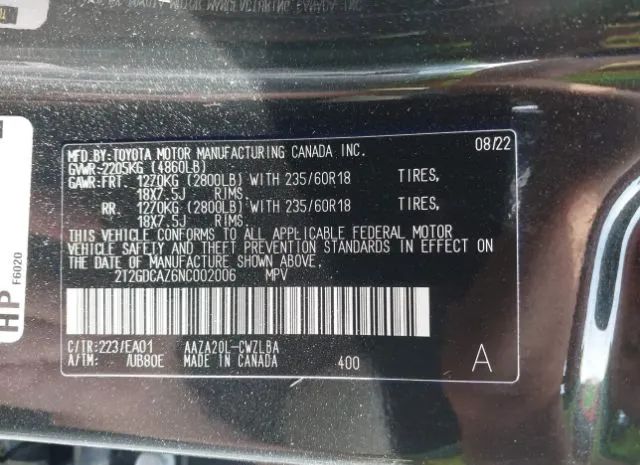 MFD.BY:TOYOTA MOTOR MANUFACTURING CANADA INC. 08/22
GVWR-2205KG (4860LB)
GAWR:FRT. 1270KG (2800LB) WITH 235/60R18 TIRES,
18X7.5J RIMS
RR. 1270KG (2800LB) WITH 235/60R18 TIRES,
18X7.5J RIMS
THIS VEHICLE CONFORMS TO ALL APPLICABLE FEDERAL MOTOR
VEHICLE SAFETY AND THEFT PREVENTION STANDARDS IN EFFECT ON
THE DATE OF MANUFACTURE SHOWN ABOVE.
2T2GDCAZ6NC002006 MPV
C/TR:223/EA01 AAZA20L-CWZLBA
A/TM: /UB80E MADE IN CANADA 400 A
HP
F6020